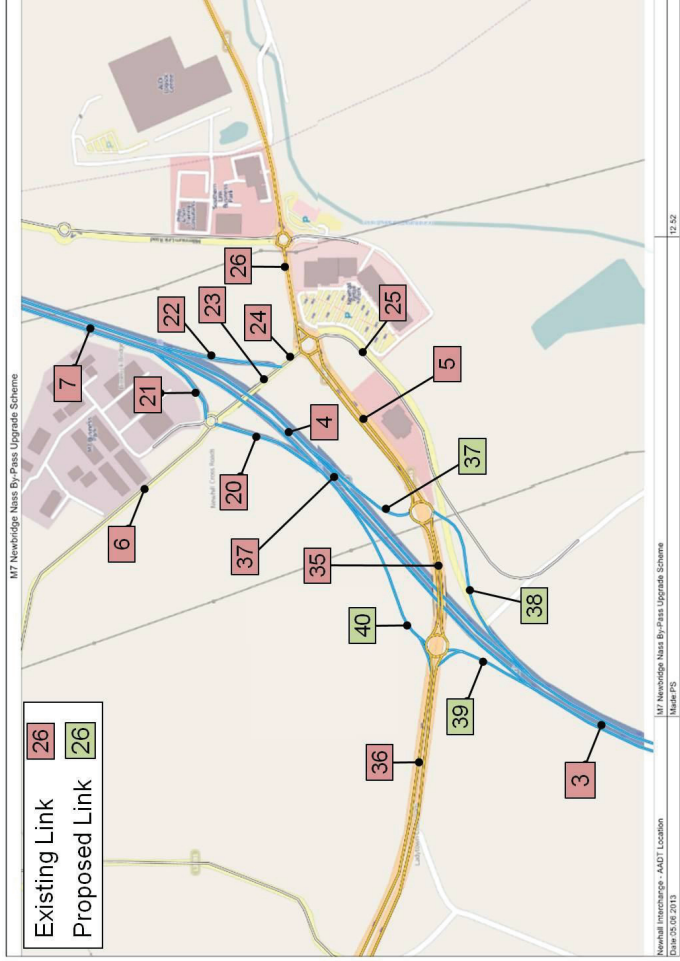 M7 Newbridge Nass By-Pass Upgrade Scheme
Existing Link 26
Proposed Link 26
7
22
23
21
24
26
25
6
20
4
5
37
37
35
40
38
39
36
3
P
P
P
Newhall Interchange - AADT Location
Date:05.06.2013
M7 Newbridge Nass By-Pass Upgrade Scheme
Made:PS
12:52